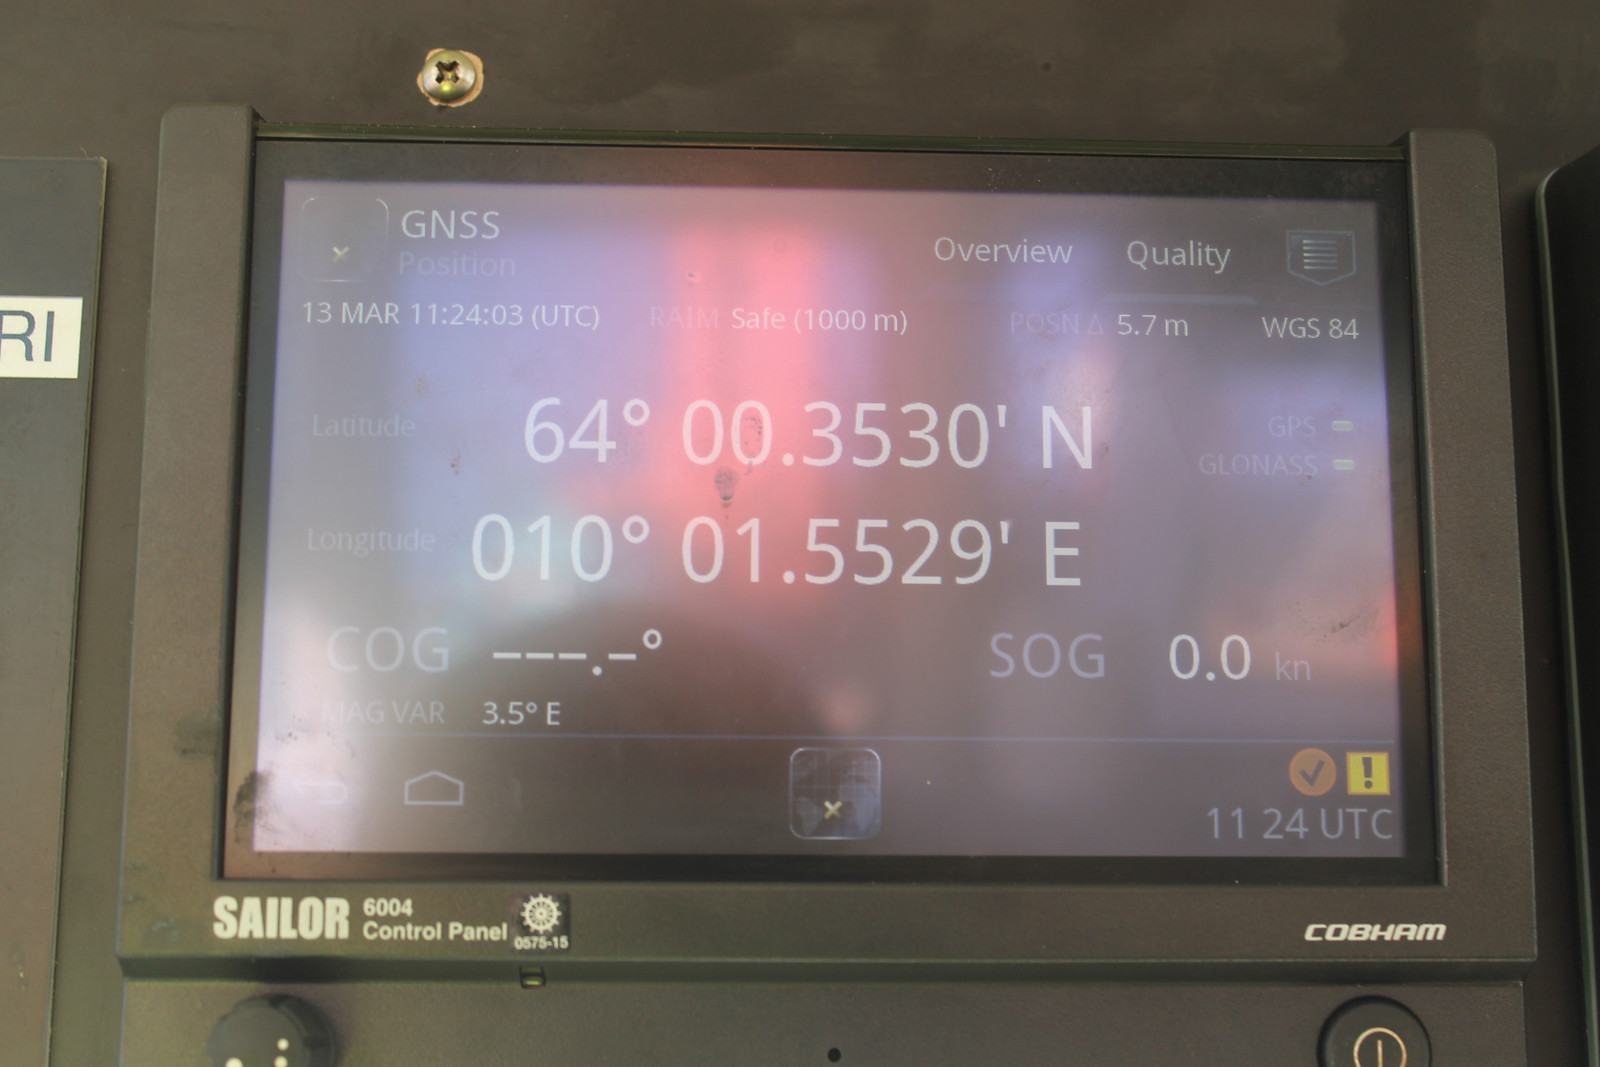 RI
GNSS
Position
Overview Quality
13 MAR 11:24:03 (UTC) RAIM Safe (1000 m) POSN Δ 5.7 m WGS 84
Latitude 64° 00.3530' N
GPS
GLONASS
Longitude 010° 01.5529' E
COG ---.-° SOG 0.0 kn
MAG VAR 3.5° E
11 24 UTC
SAILOR 6004
Control Panel
0575-15
COBHAM